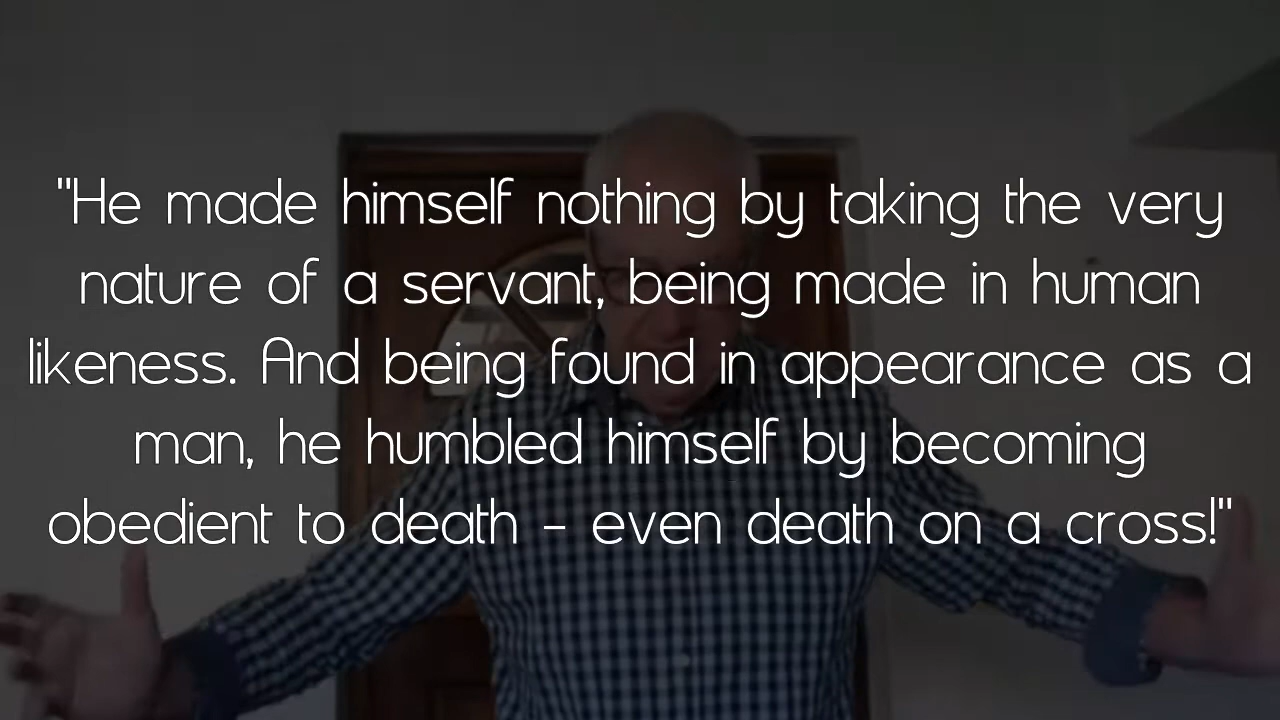 "He made himself nothing by taking the very
nature of a servant, being made in human
likeness. And being found in appearance as a
man, he humbled himself by becoming
obedient to death - even death on a cross!"